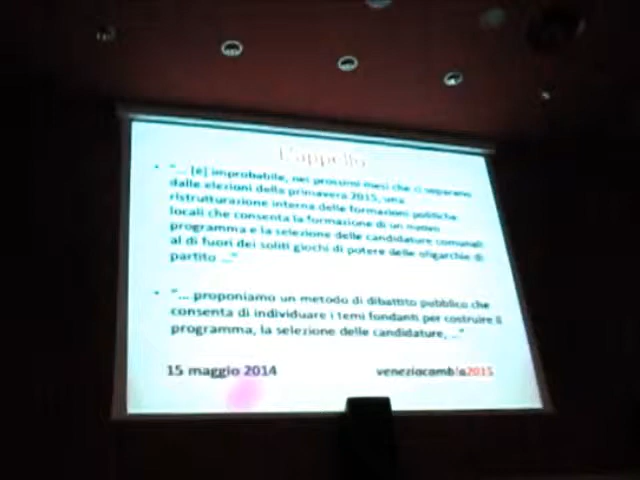 L'appello
• "... [è] improbabile, nei prossimi mesi che ci separano
dalle elezioni della primavera 2015, una
ristrutturazione interna delle formazioni politiche
locali che consenta la formazione di un nuovo
programma e la selezione delle candidature comunali
al di fuori dei soliti giochi di potere delle oligarchie di
partito ..."
• "... proponiamo un metodo di dibattito pubblico che
consenta di individuare i temi fondanti per costruire il
programma, la selezione delle candidature, ..."
15 maggio 2014
veneziacambia2015